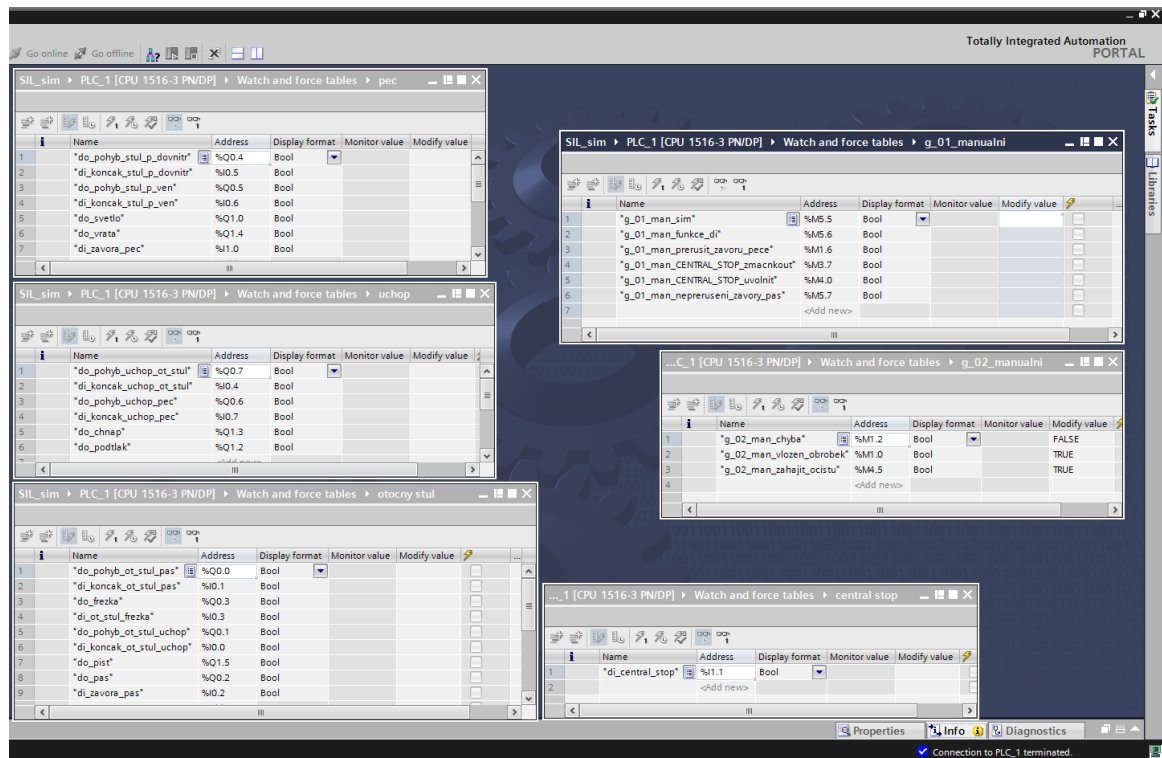 Totally Integrated Automation
PORTAL
Go online Go offline
SIL_sim PLC_1 [CPU 1516-3 PN/DP] Watch and force tables pec
i Name Address Display format Monitor value Modify value
1 "do_pohyb_stul_p_dovnitr" %Q0.4 Bool
2 "di_koncak_stul_p_dovnitr" %I0.5 Bool
3 "do_pohyb_stul_p_ven" %Q0.5 Bool
4 "di_koncak_stul_p_ven" %I0.6 Bool
5 "do_svetlo" %Q1.0 Bool
6 "do_vrata" %Q1.4 Bool
7 "di_zavora_pec" %I1.0 Bool
SIL_sim PLC_1 [CPU 1516-3 PN/DP] Watch and force tables uchop
i Name Address Display format Monitor value Modify value
1 "do_pohyb_uchop_ot_stul" %Q0.7 Bool
2 "di_koncak_uchop_ot_stul" %I0.4 Bool
3 "do_pohyb_uchop_pec" %Q0.6 Bool
4 "di_koncak_uchop_pec" %I0.7 Bool
5 "do_chnap" %Q1.3 Bool
6 "do_podtlak" %Q1.2 Bool
SIL_sim PLC_1 [CPU 1516-3 PN/DP] Watch and force tables otocny stul
i Name Address Display format Monitor value Modify value ...
1 "do_pohyb_ot_stul_pas" %Q0.0 Bool
2 "di_koncak_ot_stul_pas" %I0.1 Bool
3 "do_frezka" %Q0.3 Bool
4 "di_ot_stul_frezka" %I0.3 Bool
5 "do_pohyb_ot_stul_uchop" %Q0.1 Bool
6 "di_koncak_ot_stul_uchop" %I0.0 Bool
7 "do_pist" %Q1.5 Bool
8 "do_pas" %Q0.2 Bool
9 "di_zavora_pas" %I0.2 Bool
SIL_sim PLC_1 [CPU 1516-3 PN/DP] Watch and force tables g_01_manualni
i Name Address Display format Monitor value Modify value ...
1 "g_01_man_sim" %M5.5 Bool
2 "g_01_man_funkce_di" %M5.6 Bool
3 "g_01_man_prerusit_zavoru_pece" %M1.6 Bool
4 "g_01_man_CENTRAL_STOP_zmacnkout" %M3.7 Bool
5 "g_01_man_CENTRAL_STOP_uvolnit" %M4.0 Bool
6 "g_01_man_nepreruseni_zavory_pas" %M5.7 Bool
7 <Add new>
...C_1 [CPU 1516-3 PN/DP] Watch and force tables g_02_manualni
i Name Address Display format Monitor value Modify value
1 "g_02_man_chyba" %M1.2 Bool FALSE
2 "g_02_man_vlozen_obrobek" %M1.0 Bool TRUE
3 "g_02_man_zahajit_ocistu" %M4.5 Bool TRUE
4 <Add new>
..._1 [CPU 1516-3 PN/DP] Watch and force tables central stop
i Name Address Display format Monitor value Modify value
1 "di_central_stop" %I1.1 Bool
2 <Add new>
Tasks
Libraries
Properties Info Diagnostics
Connection to PLC_1 terminated.